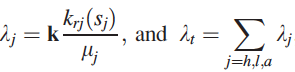 λⱼ = k kᵣⱼ(sⱼ) / μⱼ , and λₜ = ∑ j=h,l,a λⱼ